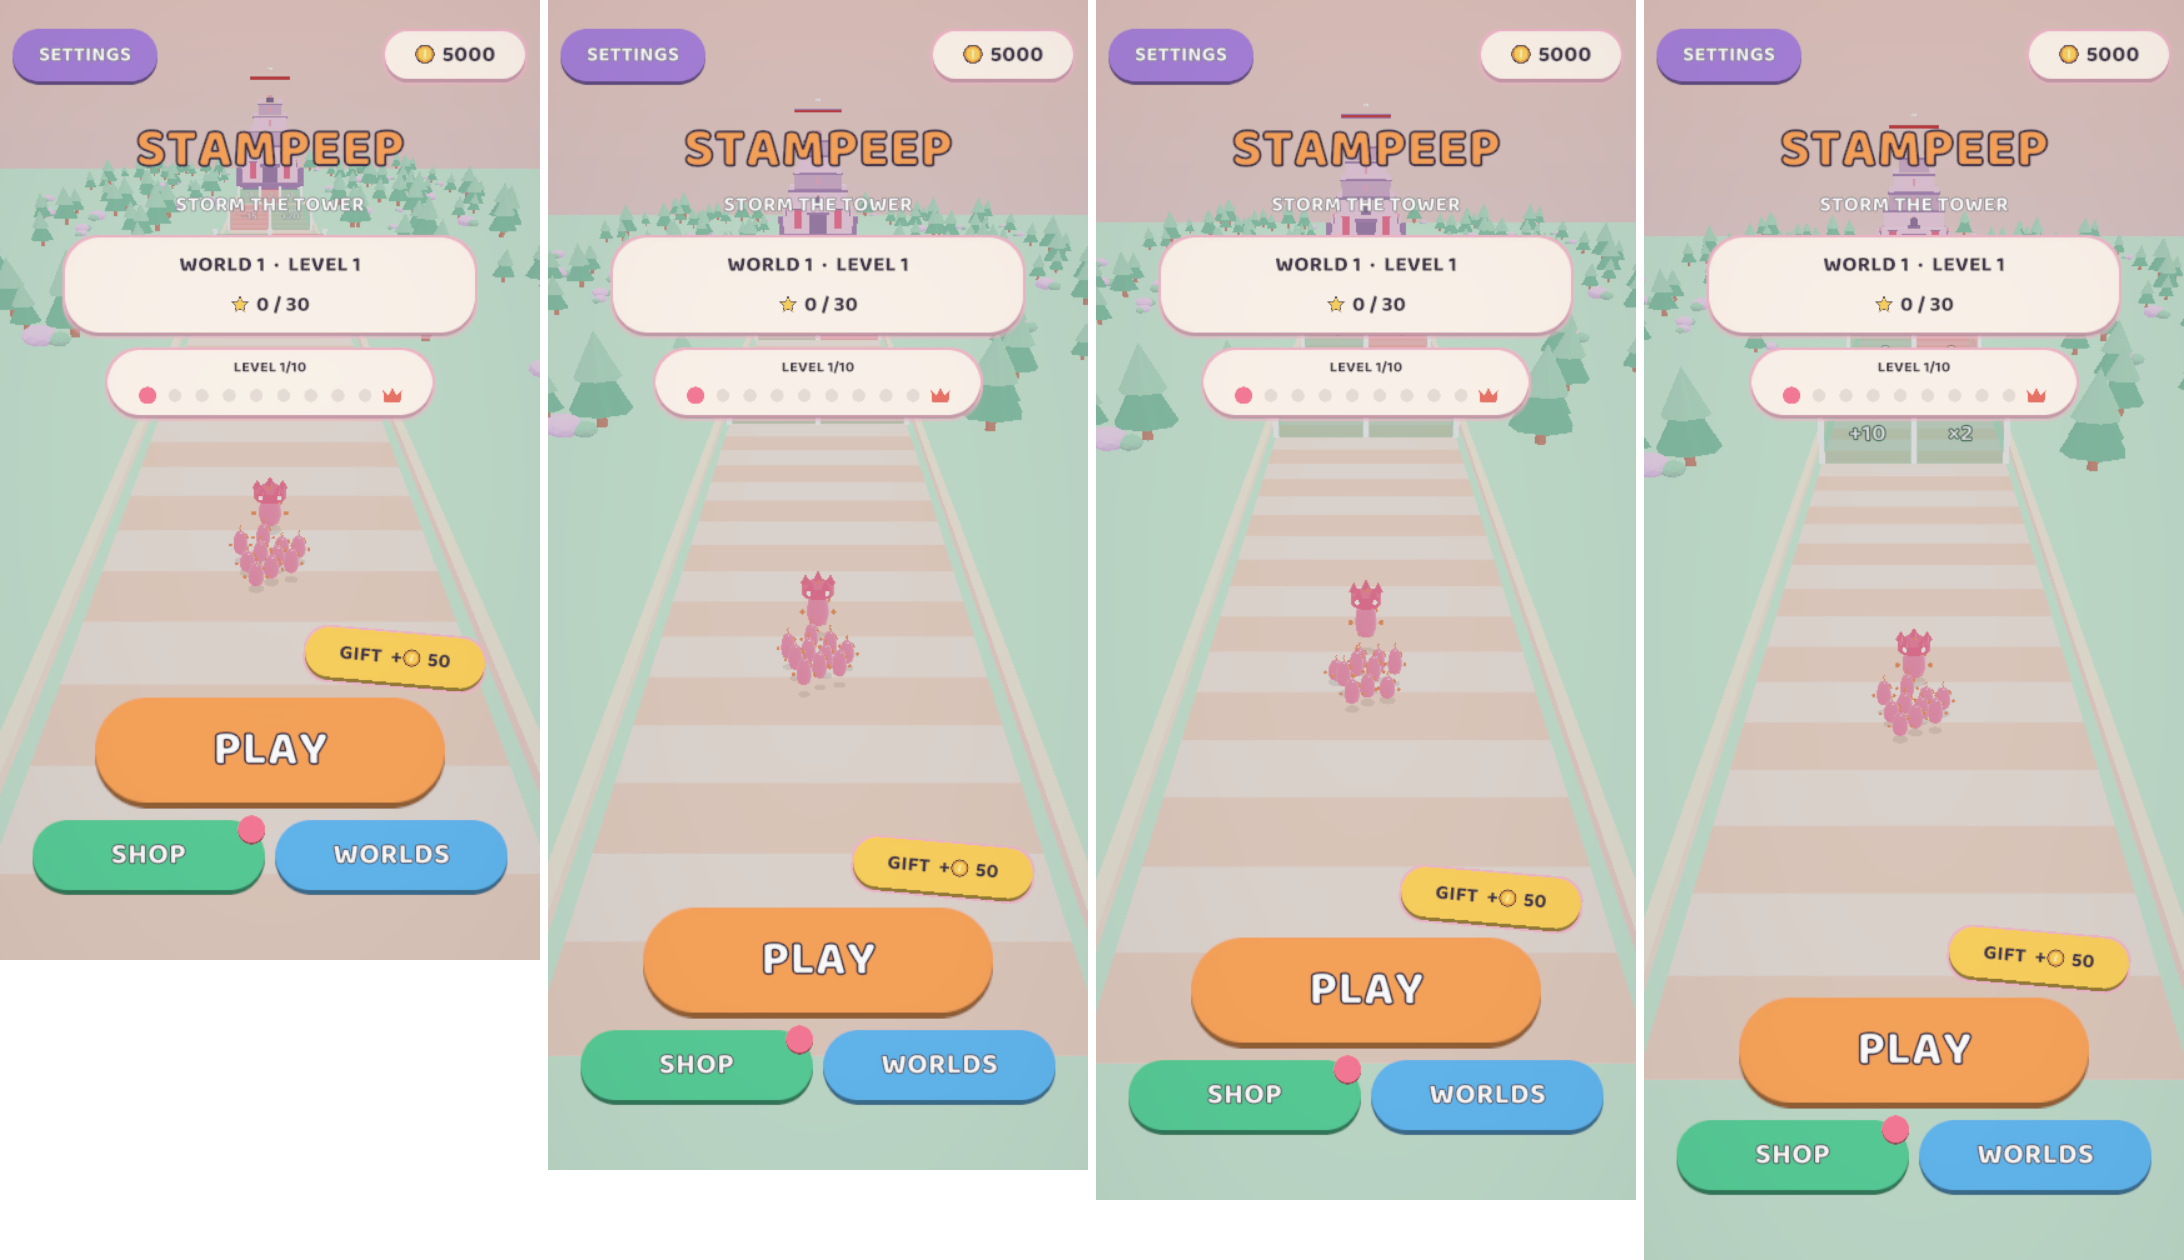 SETTINGS
5000
STAMPEEP
STORM THE TOWER
WORLD 1 · LEVEL 1
0 / 30
LEVEL 1/10
GIFT + 50
PLAY
SHOP
WORLDS
SETTINGS
5000
STAMPEEP
STORM THE TOWER
WORLD 1 · LEVEL 1
0 / 30
LEVEL 1/10
GIFT + 50
PLAY
SHOP
WORLDS
SETTINGS
5000
STAMPEEP
STORM THE TOWER
WORLD 1 · LEVEL 1
0 / 30
LEVEL 1/10
GIFT + 50
PLAY
SHOP
WORLDS
SETTINGS
5000
STAMPEEP
STORM THE TOWER
WORLD 1 · LEVEL 1
0 / 30
LEVEL 1/10
+10 ×2
GIFT + 50
PLAY
SHOP
WORLDS